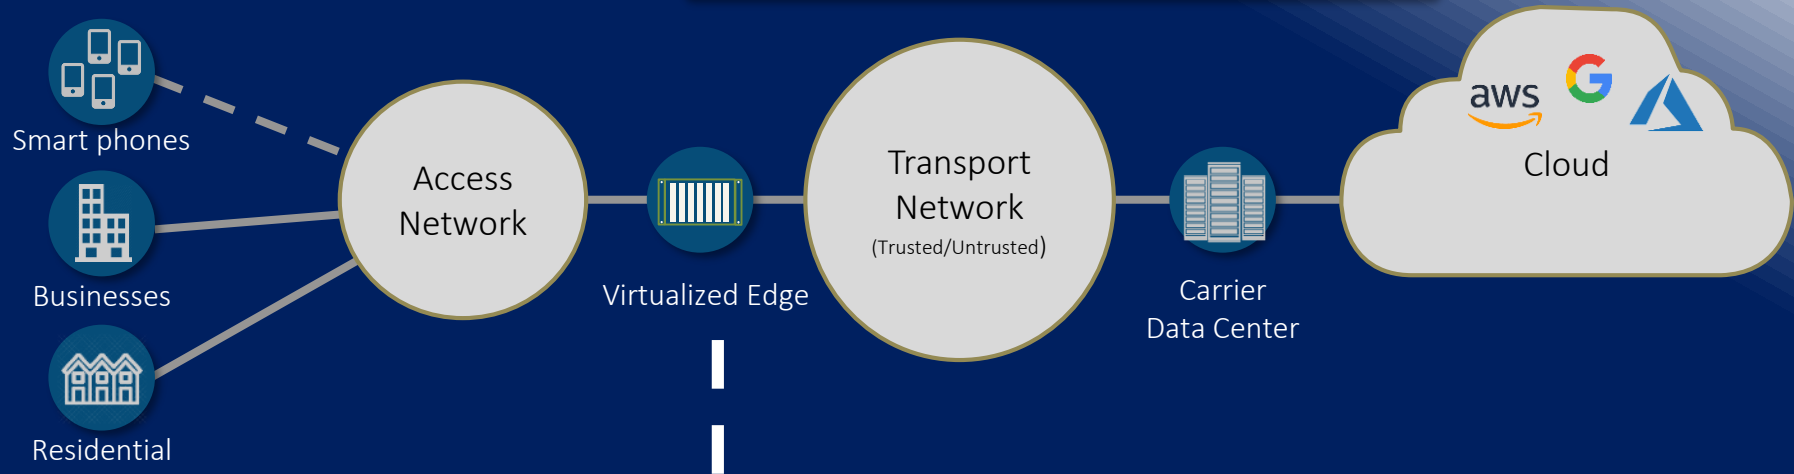 Smart phones
Businesses
Residential
Access
Network
Virtualized Edge
Transport
Network
(Trusted/Untrusted)
Carrier
Data Center
aws
G
Cloud